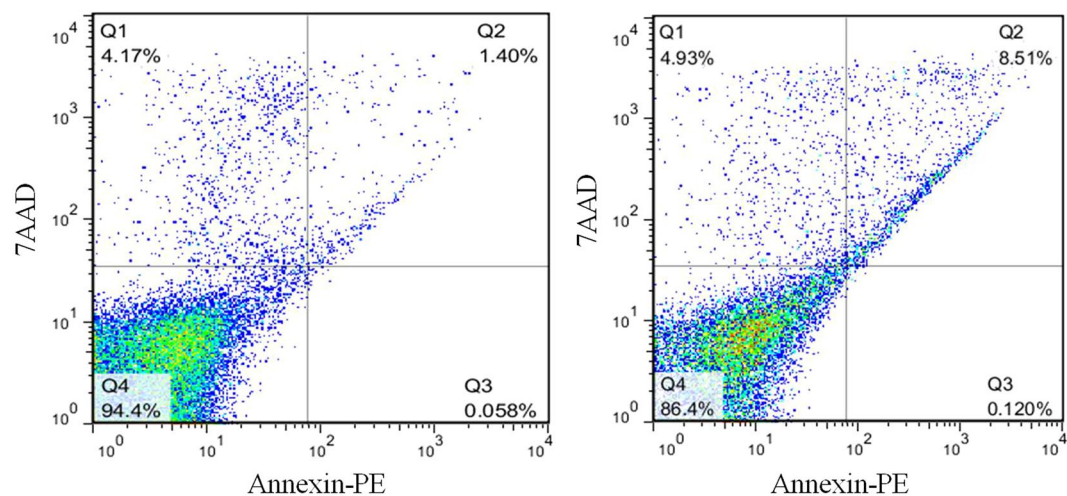 Q1
4.17%
Q2
1.40%
Q4
94.4%
Q3
0.058%
10^4
10^3
10^2
10^1
10^0
10^0 10^1 10^2 10^3 10^4
7AAD
Annexin-PE
Q1
4.93%
Q2
8.51%
Q4
86.4%
Q3
0.120%
10^4
10^3
10^2
10^1
10^0
10^0 10^1 10^2 10^3 10^4
7AAD
Annexin-PE